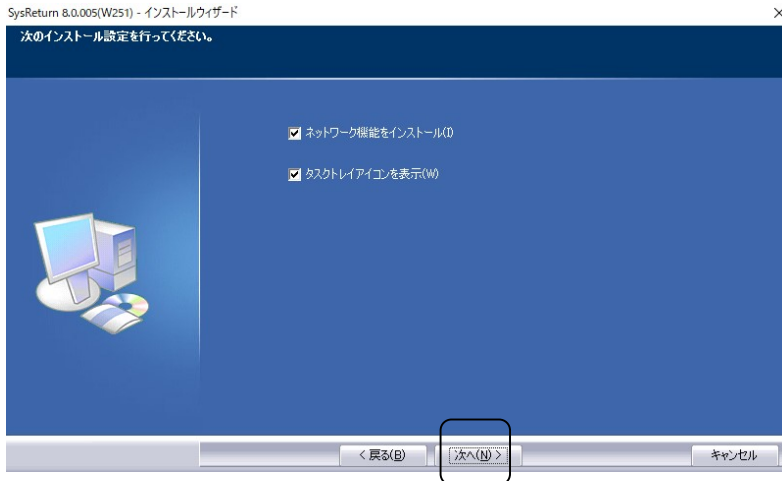 SysReturn 8.0.005(W251) - インストールウィザード
次のインストール設定を行ってください。
ネットワーク機能をインストール(I)
タスクトレイアイコンを表示(W)
< 戻る(B)
次へ(N) >
キャンセル